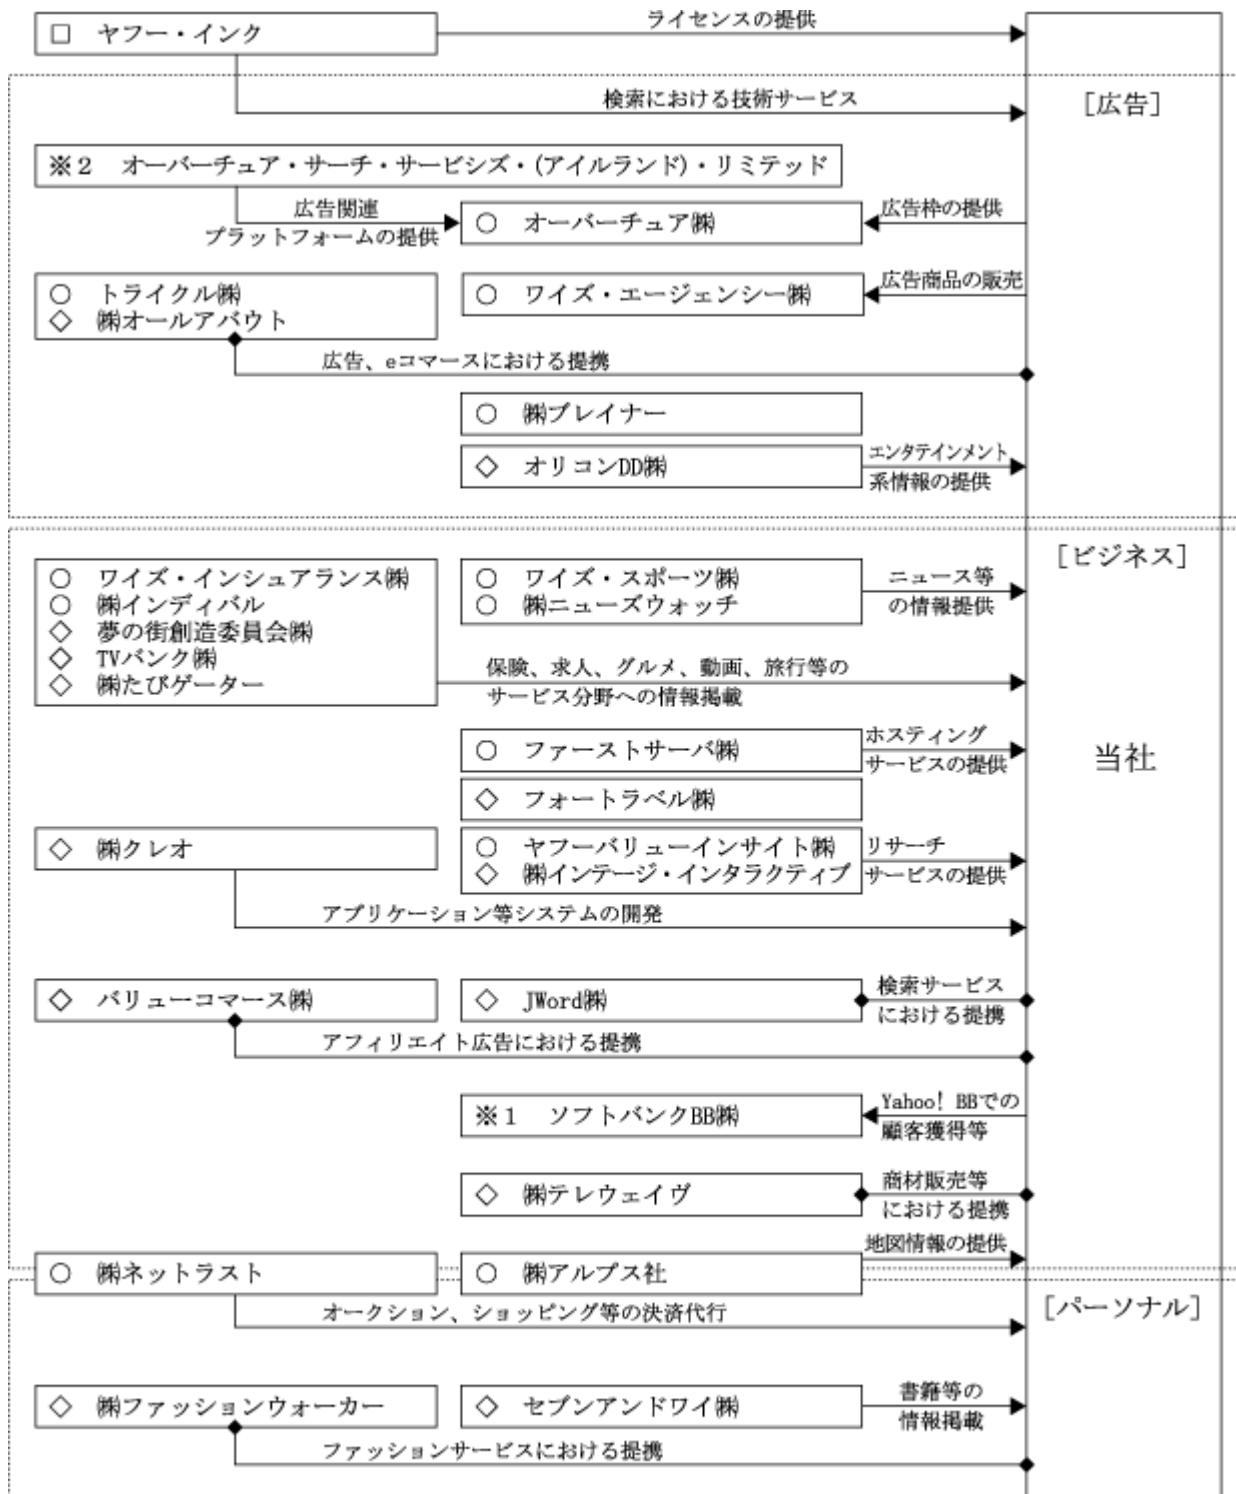 □ ヤフー・インク
ライセンスの提供
検索における技術サービス
[広告]
※２ オーバーチュア・サーチ・サービシズ・(アイルランド)・リミテッド
広告関連
プラットフォームの提供
○ オーバーチュア㈱
広告枠の提供
○ トライクル㈱
◇ ㈱オールアバウト
○ ワイズ・エージェンシー㈱
広告商品の販売
広告、eコマースにおける提携
○ ㈱ブレイナー
◇ オリコンDD㈱
エンタテインメント
系情報の提供
[ビジネス]
○ ワイズ・インシュアランス㈱
○ ㈱インディバル
◇ 夢の街創造委員会㈱
◇ TVバンク㈱
◇ ㈱たびゲーター
○ ワイズ・スポーツ㈱
○ ㈱ニューズウォッチ
ニュース等
の情報提供
保険、求人、グルメ、動画、旅行等の
サービス分野への情報掲載
○ ファーストサーバ㈱
ホスティング
サービスの提供
当社
◇ フォートラベル㈱
◇ ㈱クレオ
○ ヤフーバリューインサイト㈱
◇ ㈱インテージ・インタラクティブ
リサーチ
サービスの提供
アプリケーション等システムの開発
◇ バリューコマース㈱
◇ JWord㈱
検索サービス
における提携
アフィリエイト広告における提携
※１ ソフトバンクBB㈱
Yahoo! BBでの
顧客獲得等
◇ ㈱テレウェイヴ
商材販売等
における提携
○ ㈱ネットラスト
○ ㈱アルプス社
地図情報の提供
[パーソナル]
オークション、ショッピング等の決済代行
◇ ㈱ファッションウォーカー
◇ セブンアンドワイ㈱
書籍等の
情報掲載
ファッションサービスにおける提携